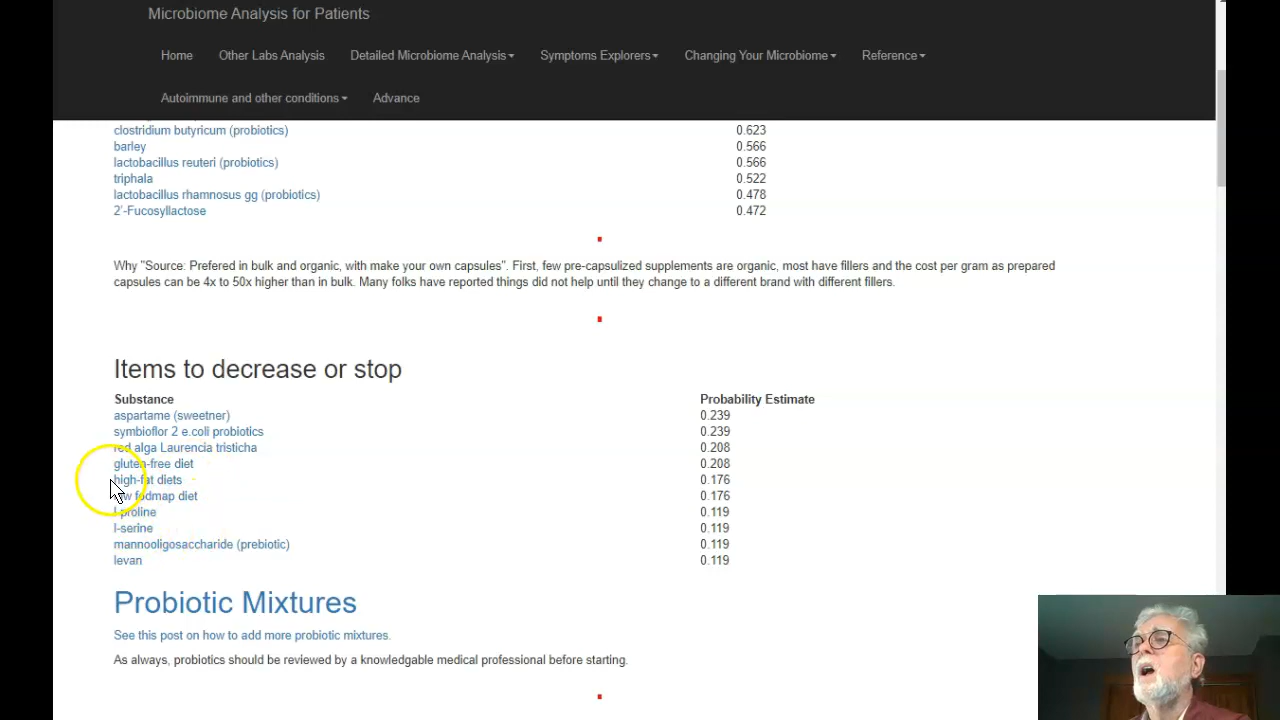 Microbiome Analysis for Patients
Home Other Labs Analysis Detailed Microbiome Analysis Symptoms Explorers Changing Your Microbiome Reference
Autoimmune and other conditions Advance
clostridium butyricum (probiotics) 0.623
barley 0.566
lactobacillus reuteri (probiotics) 0.566
triphala 0.522
lactobacillus rhamnosus gg (probiotics) 0.478
2'-Fucosyllactose 0.472
Why "Source: Prefered in bulk and organic, with make your own capsules". First, few pre-capsulized supplements are organic, most have fillers and the cost per gram as prepared
capsules can be 4x to 50x higher than in bulk. Many folks have reported things did not help until they change to a different brand with different fillers.
Items to decrease or stop
Substance Probability Estimate
aspartame (sweetner) 0.239
symbioflor 2 e.coli probiotics 0.239
red alga Laurencia tristicha 0.208
gluten-free diet 0.208
high-fat diets 0.176
low fodmap diet 0.176
l-proline 0.119
l-serine 0.119
mannooligosaccharide (prebiotic) 0.119
levan 0.119
Probiotic Mixtures
See this post on how to add more probiotic mixtures.
As always, probiotics should be reviewed by a knowledgable medical professional before starting.